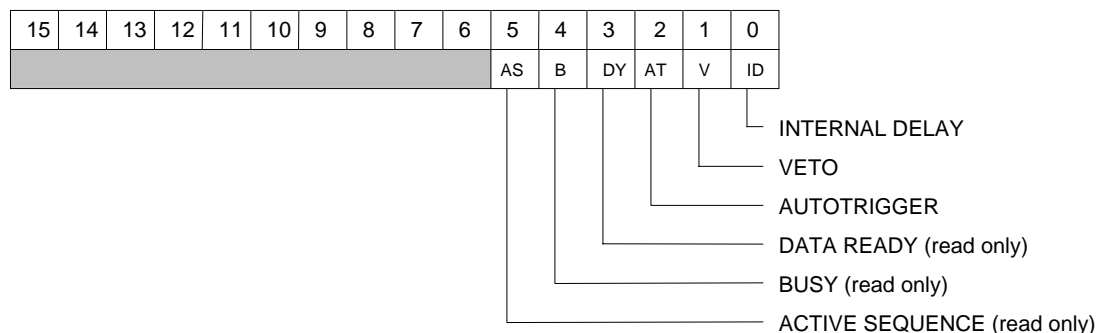 15 14 13 12 11 10 9 8 7 6 5 4 3 2 1 0
AS B DY AT V ID
INTERNAL DELAY
VETO
AUTOTRIGGER
DATA READY (read only)
BUSY (read only)
ACTIVE SEQUENCE (read only)